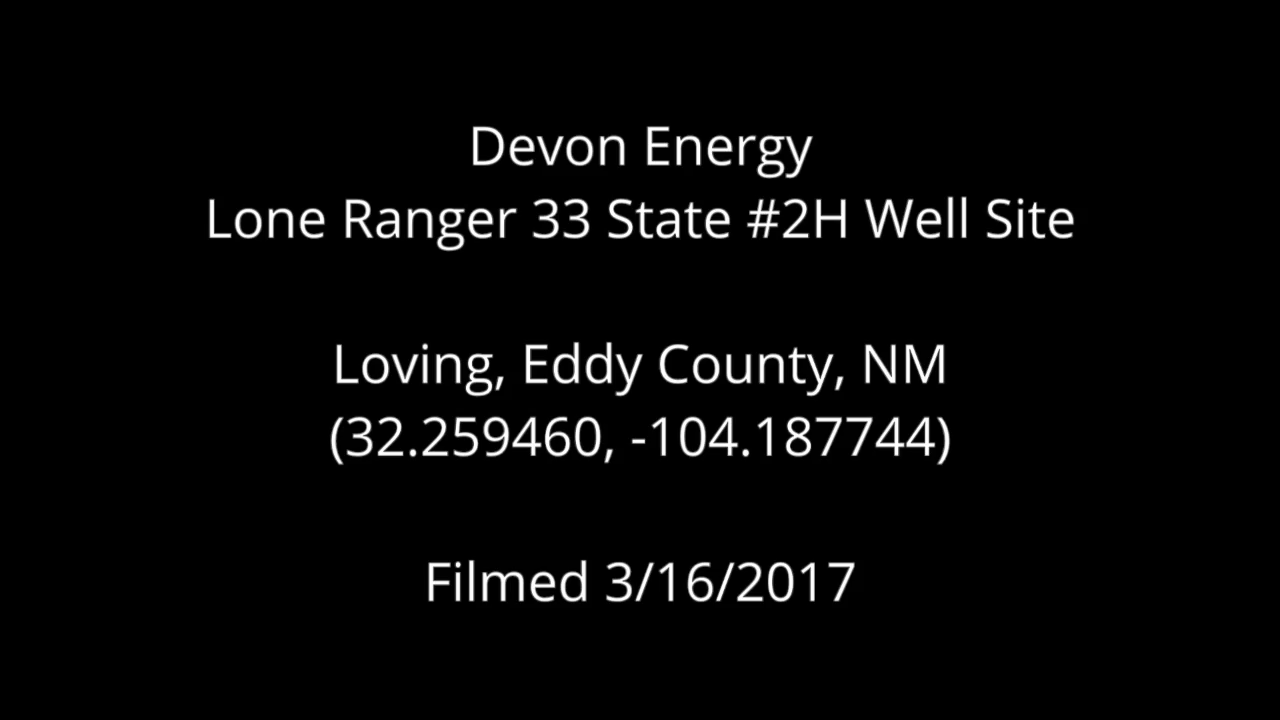 Devon Energy
Lone Ranger 33 State #2H Well Site
Loving, Eddy County, NM
(32.259460, -104.187744)
Filmed 3/16/2017